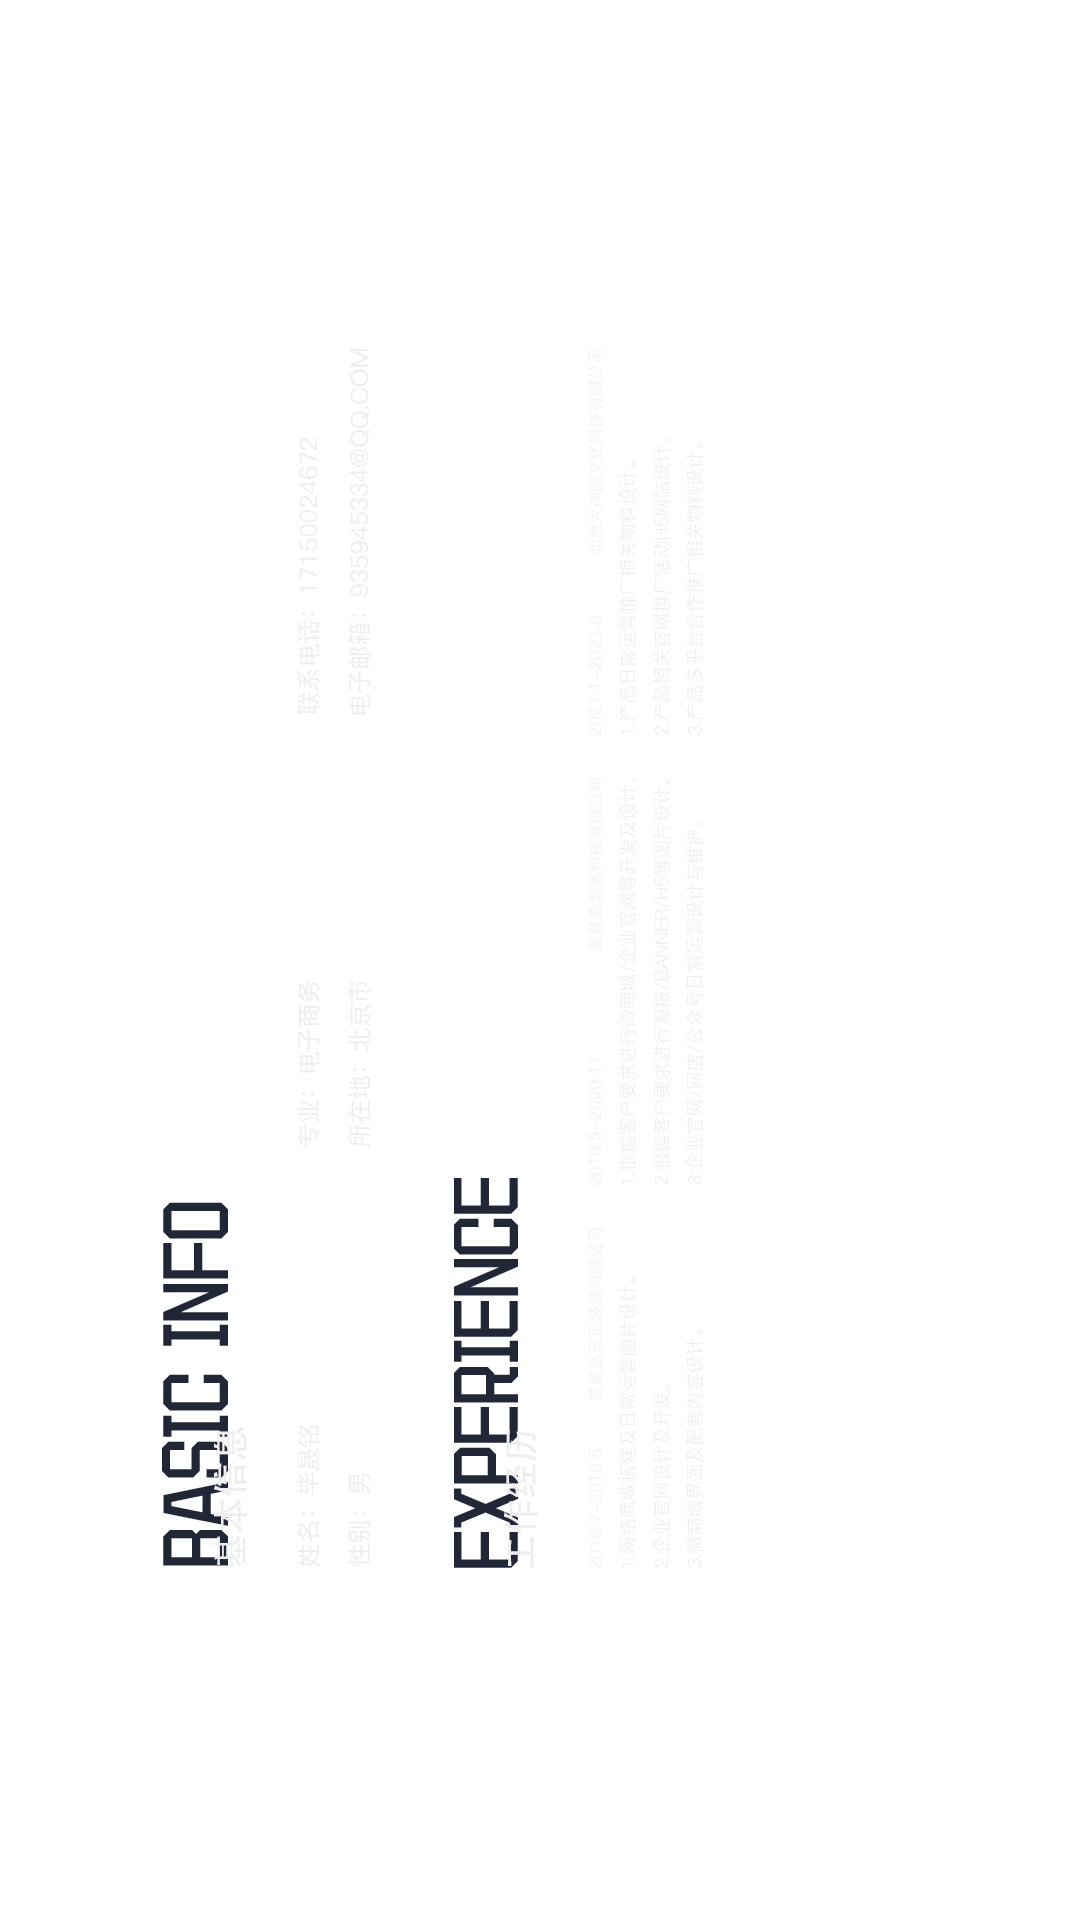 BASIC INFO
基本信息
姓名：毕晟铭
专业：电子商务
联系电话：17150024672
性别：男
所在地：北京市
电子邮箱：935945334@QQ.COM
EXPERIENCE
工作经历
2016.7-2018.5 秦皇岛宏正装饰有限公司
1.网络商城搭建及日常运营图片设计。
2.企业官网设计及开发。
3.微商城界面及配套内容设计。
2018.5-2020.11 秦皇岛淘客科技有限公司
1.根据客户要求进行微商城/企业官网等开发及设计。
2.根据客户要求进行海报/BANNER/H5等图片设计。
3.企业官网/网店/公众号日常运营设计与维护。
2021.1-2023.8 北京大神圈文化科技有限公司
1.产品日常运营推广相关物料设计。
2.产品相关官网推广活动H5网站设计。
3.产品多平台合作推广相关物料设计。